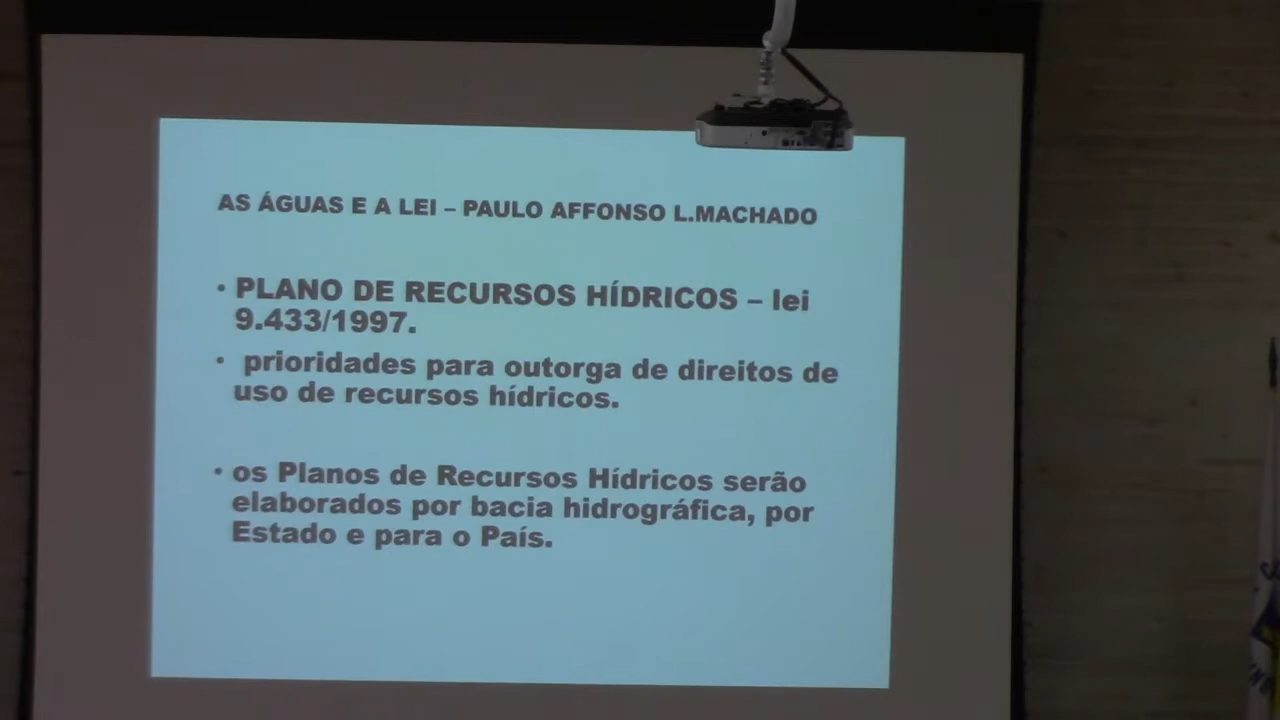 AS ÁGUAS E A LEI – PAULO AFFONSO L.MACHADO
• PLANO DE RECURSOS HÍDRICOS – lei
9.433/1997.
• prioridades para outorga de direitos de
uso de recursos hídricos.
• os Planos de Recursos Hídricos serão
elaborados por bacia hidrográfica, por
Estado e para o País.